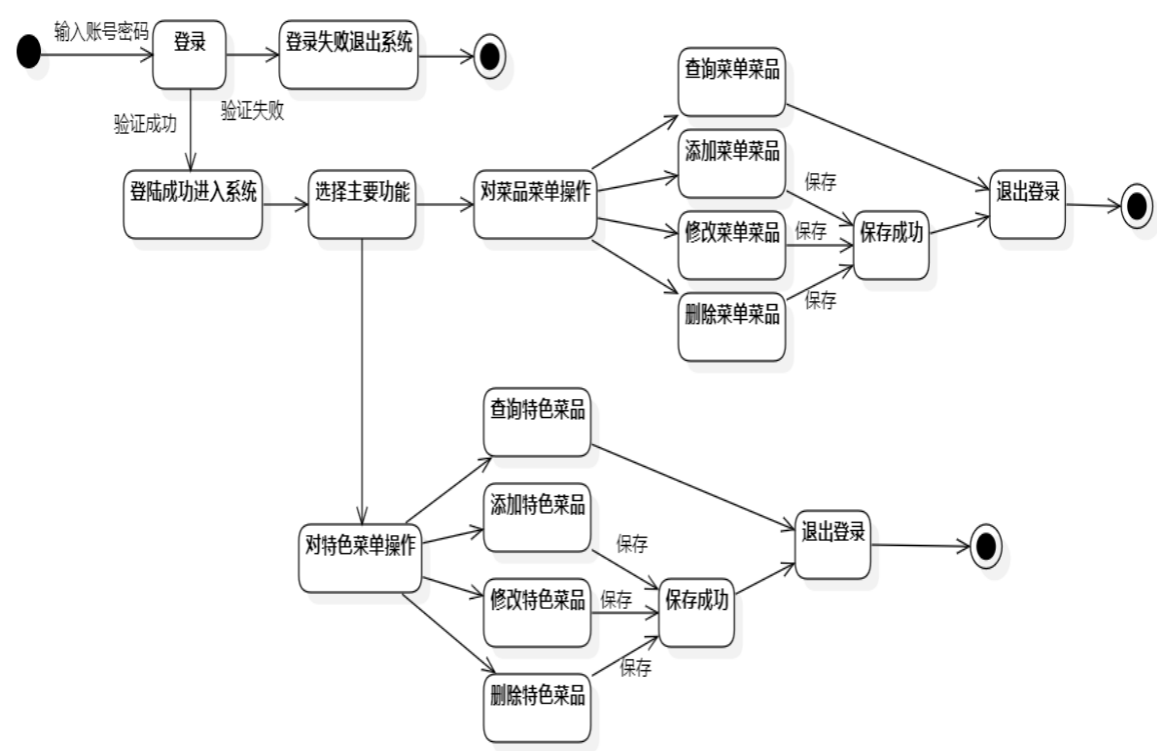 输入账号密码
登录
登录失败退出系统
验证成功
验证失败
登陆成功进入系统
选择主要功能
对菜品菜单操作
查询菜单菜品
添加菜单菜品
修改菜单菜品
删除菜单菜品
保存
保存
保存
保存成功
退出登录
对特色菜单操作
查询特色菜品
添加特色菜品
修改特色菜品
删除特色菜品
保存
保存
保存
保存成功
退出登录